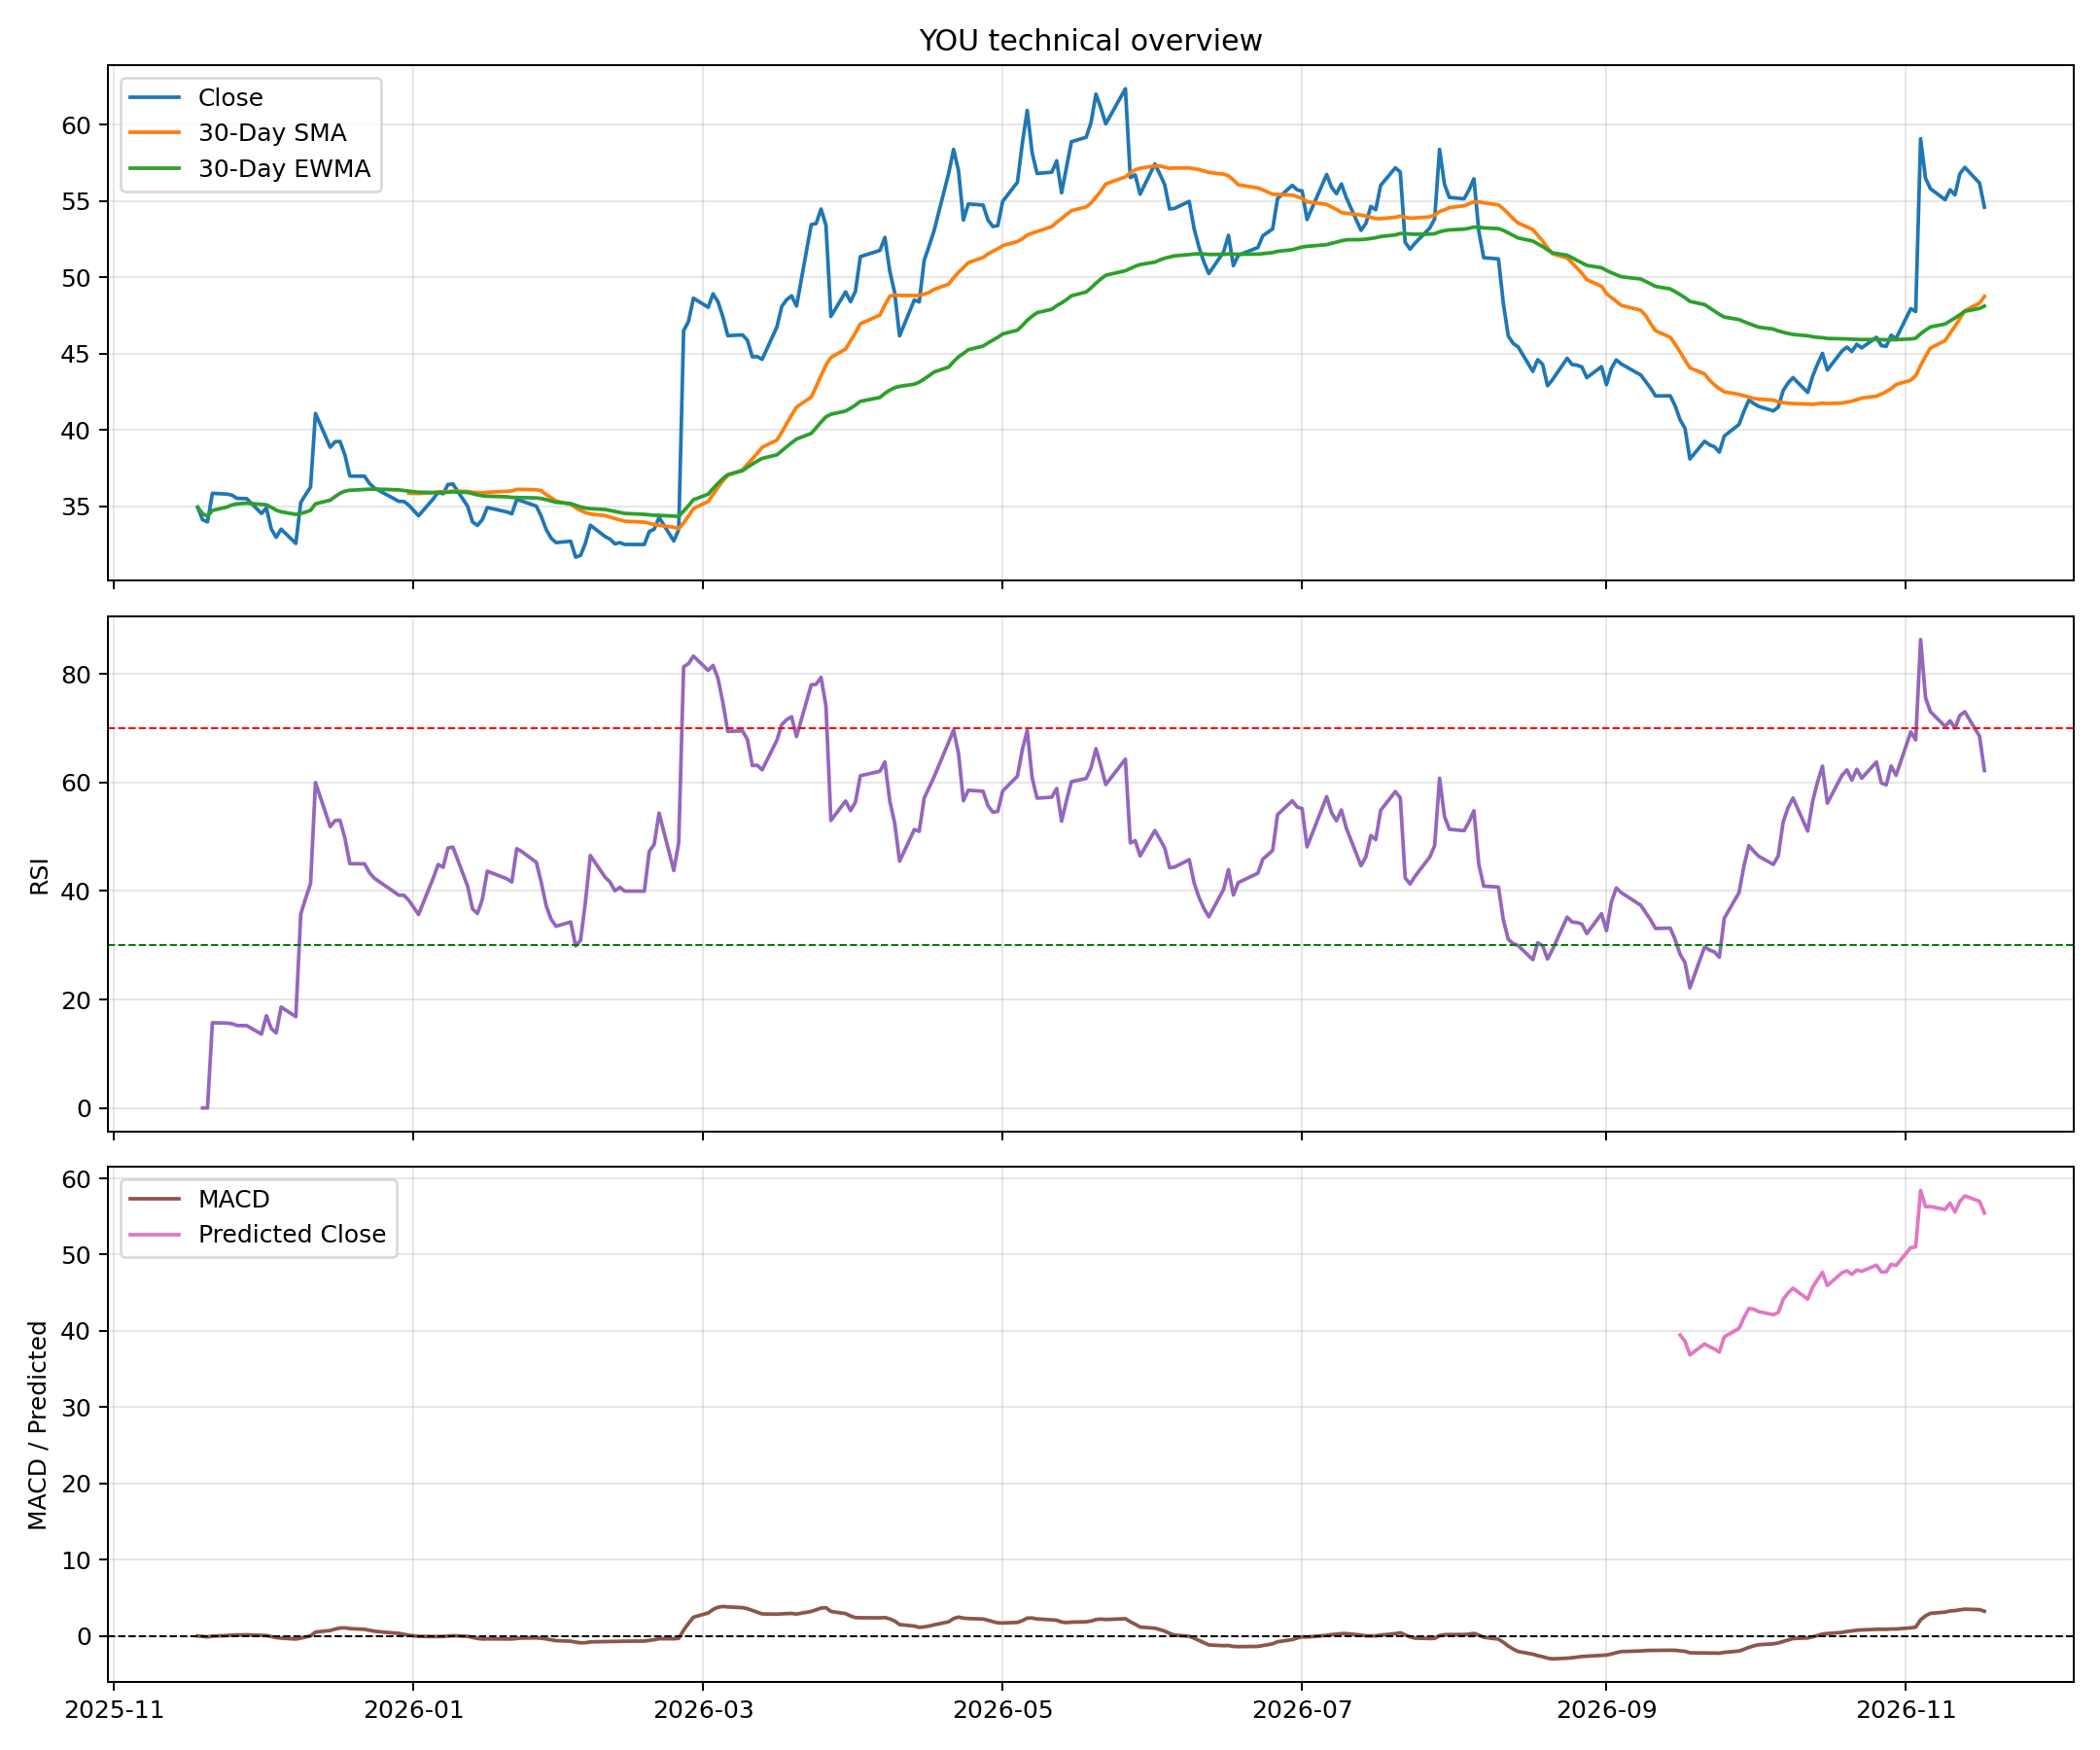 YOU technical overview
Close
30-Day SMA
30-Day EWMA
60
55
50
45
40
35
RSI
80
60
40
20
0
MACD
Predicted Close
MACD / Predicted
60
50
40
30
20
10
0
2025-11 2026-01 2026-03 2026-05 2026-07 2026-09 2026-11